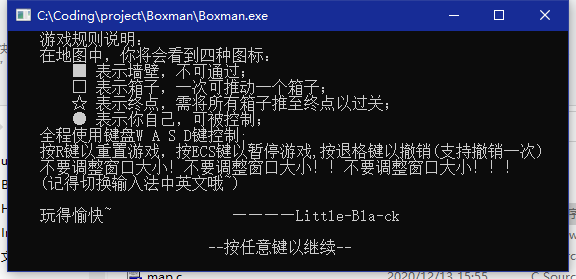 C:\Coding\project\Boxman\Boxman.exe
游戏规则说明:
在地图中, 你将会看到四种图标:
■ 表示墙壁, 不可通过;
□ 表示箱子, 一次可推动一个箱子;
☆ 表示终点, 需将所有箱子推至终点以过关;
● 表示你自己, 可被控制;
全程使用键盘W A S D键控制;
按R键以重置游戏, 按ECS键以暂停游戏,按退格键以撤销(支持撤销一次)
不要调整窗口大小! 不要调整窗口大小! ! 不要调整窗口大小! ! !
(记得切换输入法中英文哦~)
玩得愉快~ ————Little-Bla-ck
--按任意键以继续--
map.c 2020/12/13 15:55 C Sourc